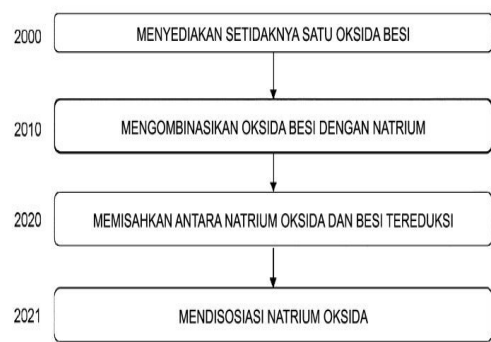 2000 MENYEDIAKAN SETIDAKNYA SATU OKSIDA BESI
2010 MENGOMBINASIKAN OKSIDA BESI DENGAN NATRIUM
2020 MEMISAHKAN ANTARA NATRIUM OKSIDA DAN BESI TEREDUKSI
2021 MENDISOSIASI NATRIUM OKSIDA